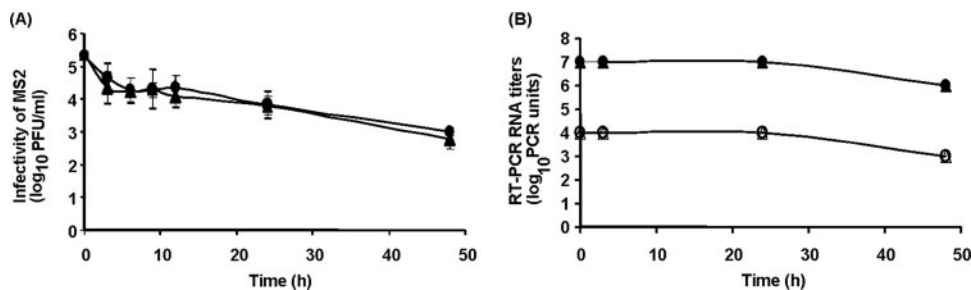 (A)
Infectivity of MS2
(log10 PFU/ml)
6
5
4
3
2
1
0
0 10 20 30 40 50
Time (h)
(B)
RT-PCR RNA titers
(log10PCR units)
8
7
6
5
4
3
2
1
0
0 10 20 30 40 50
Time (h)